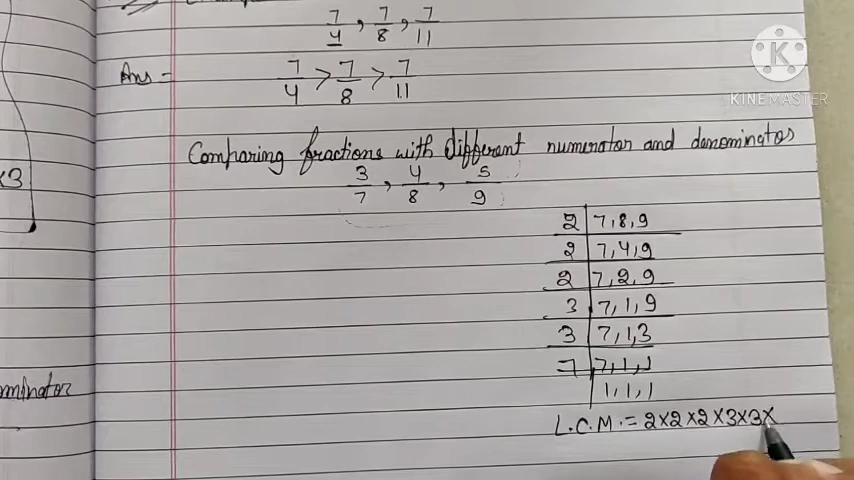 7/4, 7/8, 7/11
Ans = 7/4 > 7/8 > 7/11
KINEMASTER
Comparing fractions with different numerator and denominator
3/7, 4/8, 5/9
×3
2 | 7, 8, 9
2 | 7, 4, 9
2 | 7, 2, 9
3 | 7, 1, 9
3 | 7, 1, 3
7 | 7, 1, 1
1, 1, 1
minator
L.C.M. = 2×2×2×3×3×